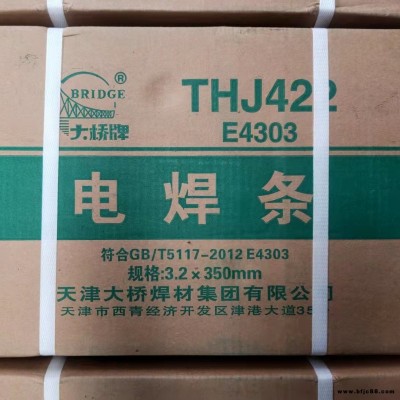 BRIDGE®
大桥牌
THJ422
E4303
电焊条
符合GB/T5117-2012 E4303
规格:3.2×350mm
天津大桥焊材集团有限公司
天津市西青经济开发区津港大道35
www.bfjc88.com